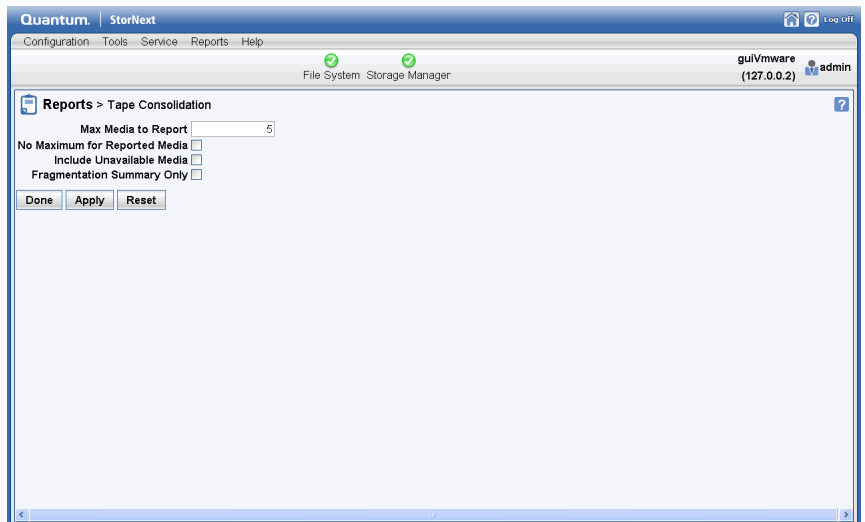 Quantum. StorNext Log Off
Configuration Tools Service Reports Help
File System Storage Manager
guiVmware
(127.0.0.2)
admin
Reports > Tape Consolidation
Max Media to Report 5
No Maximum for Reported Media
Include Unavailable Media
Fragmentation Summary Only
Done Apply Reset